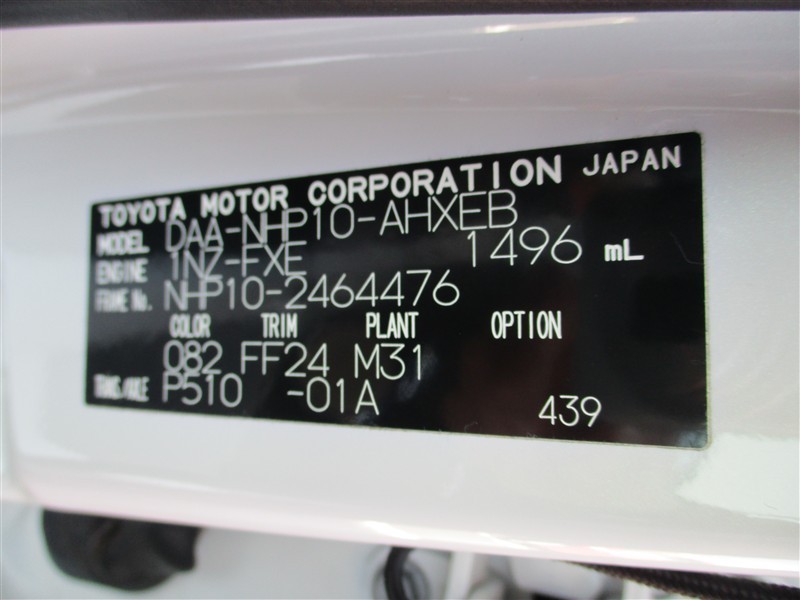 TOYOTA MOTOR CORPORATION JAPAN
MODEL DAA-NHP10-AHXEB
ENGINE 1NZ-FXE 1496 mL
FRAME No. NHP10-2464476
COLOR TRIM PLANT OPTION
082 FF24 M31
TRANS/AXLE P510 -01A 439